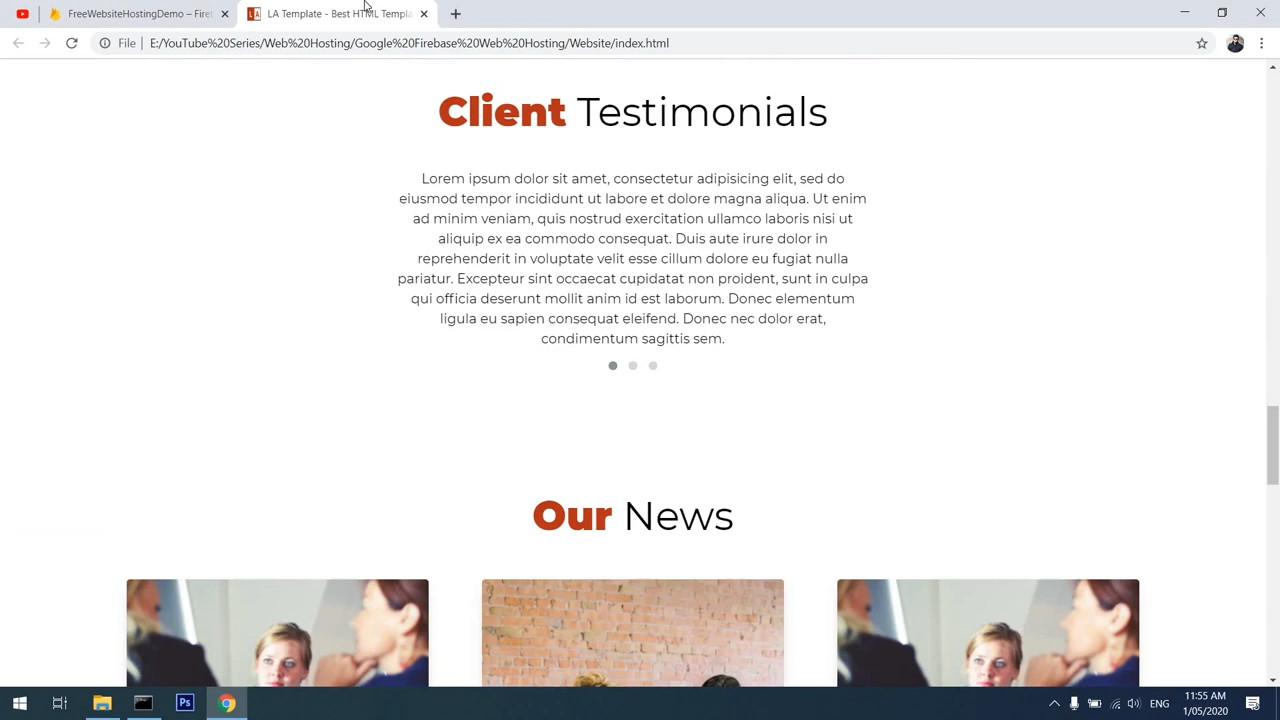 FreeWebsiteHostingDemo – Fire
LA Template - Best HTML Templa
File | E:/YouTube%20Series/Web%20Hosting/Google%20Firebase%20Web%20Hosting/Website/index.html
Client Testimonials
Lorem ipsum dolor sit amet, consectetur adipisicing elit, sed do
eiusmod tempor incididunt ut labore et dolore magna aliqua. Ut enim
ad minim veniam, quis nostrud exercitation ullamco laboris nisi ut
aliquip ex ea commodo consequat. Duis aute irure dolor in
reprehenderit in voluptate velit esse cillum dolore eu fugiat nulla
pariatur. Excepteur sint occaecat cupidatat non proident, sunt in culpa
qui officia deserunt mollit anim id est laborum. Donec elementum
ligula eu sapien consequat eleifend. Donec nec dolor erat,
condimentum sagittis sem.
Our News
Ps
ENG
11:55 AM
1/05/2020